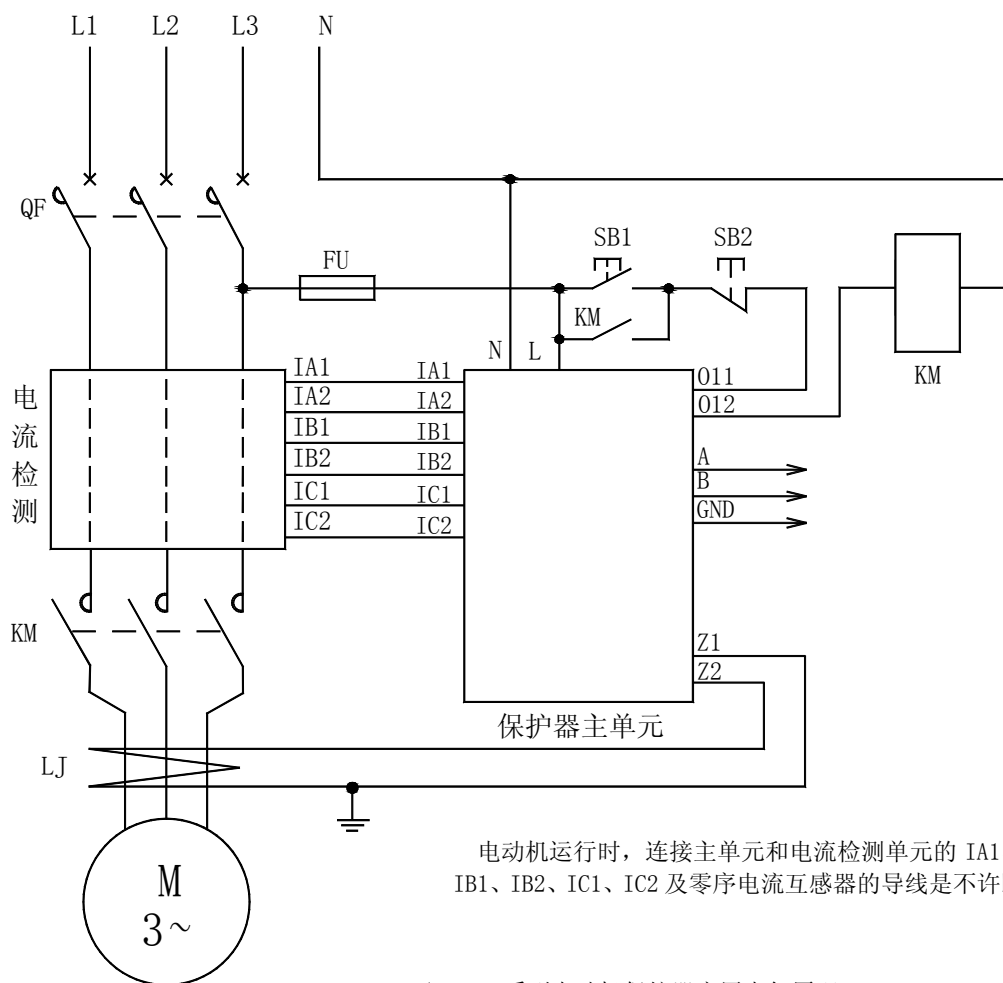 L1 L2 L3 N
QF
FU
SB1 SB2
KM
N L
KM
电流检测
IA1 IA1
IA2 IA2
IB1 IB1
IB2 IB2
IC1 IC1
IC2 IC2
O11
O12
A
B
GND
KM
Z1
Z2
保护器主单元
LJ
M
3~
电动机运行时，连接主单元和电流检测单元的 IA1
IB1、IB2、IC1、IC2 及零序电流互感器的导线是不许